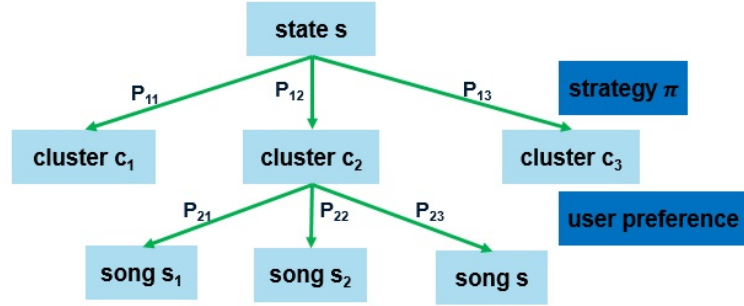 state s
P₁₁
P₁₂
P₁₃
strategy π
cluster c₁
cluster c₂
cluster c₃
P₂₁
P₂₂
P₂₃
user preference
song s₁
song s₂
song s